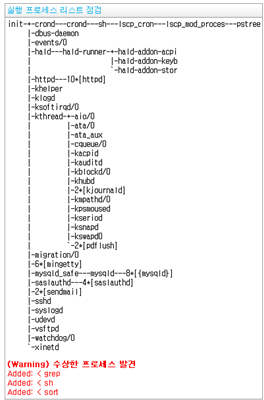 실행 프로세스 리스트 점검
init-+-crond---crond---sh---lscp_cron---lscp_mod_proces---pstree
|-dbus-daemon
|-events/0
|-hald---hald-runner-+-hald-addon-acpi
| |-hald-addon-keyb
| `-hald-addon-stor
|-httpd---10*[httpd]
|-khelper
|-klogd
|-ksoftirqd/0
|-kthread-+-aio/0
| |-ata/0
| |-ata_aux
| |-cqueue/0
| |-kacpid
| |-kauditd
| |-kblockd/0
| |-khubd
| |-2*[kjournald]
| |-kmpathd/0
| |-kpsmoused
| |-kseriod
| |-ksnapd
| |-kswapd0
| `-2*[pdflush]
|-migration/0
|-6*[mingetty]
|-mysqld_safe---mysqld---8*[{mysqld}]
|-saslauthd---4*[saslauthd]
|-2*[sendmail]
|-sshd
|-syslogd
|-udevd
|-vsftpd
|-watchdog/0
`-xinetd
(Warning) 수상한 프로세스 발견
Added: < grep
Added: < sh
Added: < sort